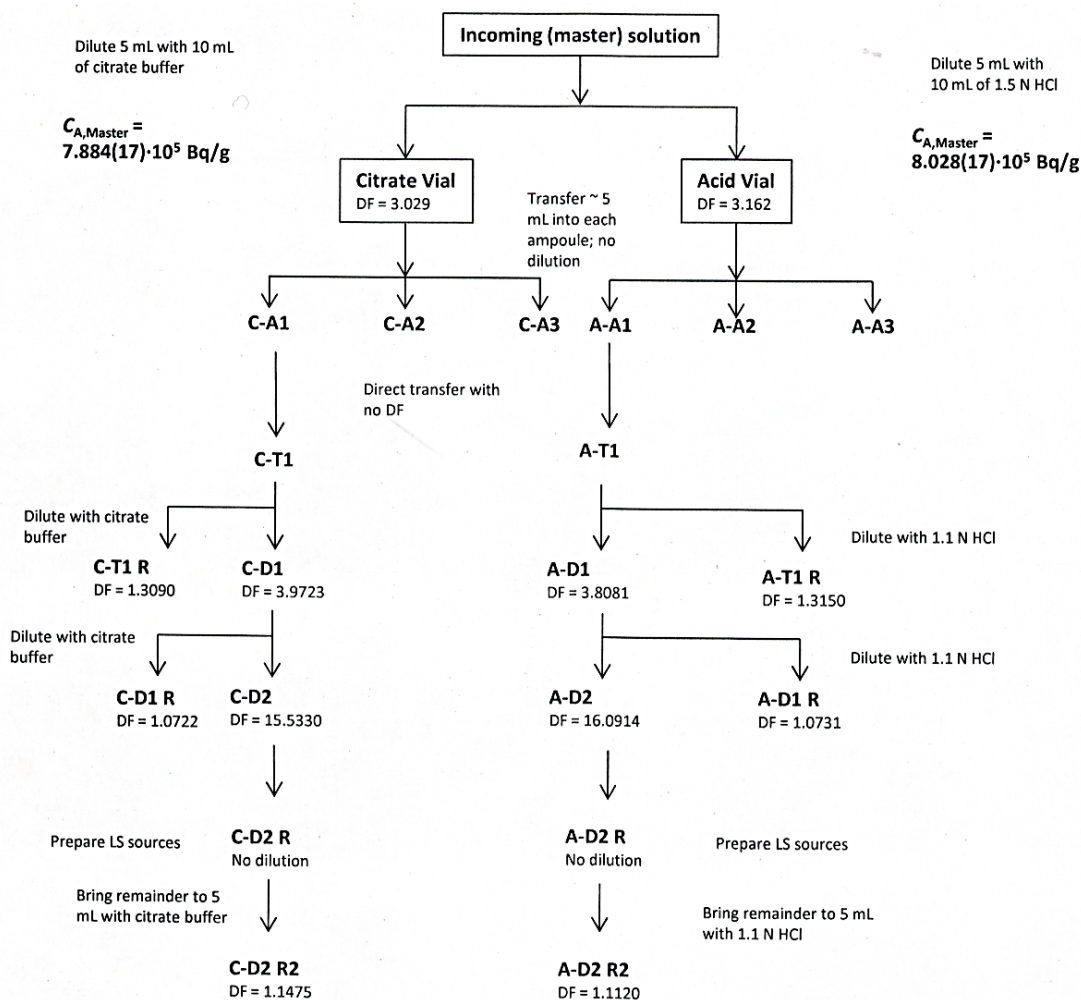 Incoming (master) solution
Dilute 5 mL with 10 mL
of citrate buffer
Dilute 5 mL with
10 mL of 1.5 N HCl
C_A,Master =
7.884(17)·10⁵ Bq/g
C_A,Master =
8.028(17)·10⁵ Bq/g
Citrate Vial
DF = 3.029
Transfer ~ 5
mL into each
ampoule; no
dilution
Acid Vial
DF = 3.162
C-A1
C-A2
C-A3
A-A1
A-A2
A-A3
Direct transfer with
no DF
C-T1
A-T1
Dilute with citrate
buffer
Dilute with 1.1 N HCl
C-T1 R
DF = 1.3090
C-D1
DF = 3.9723
A-D1
DF = 3.8081
A-T1 R
DF = 1.3150
Dilute with citrate
buffer
Dilute with 1.1 N HCl
C-D1 R
DF = 1.0722
C-D2
DF = 15.5330
A-D2
DF = 16.0914
A-D1 R
DF = 1.0731
Prepare LS sources
C-D2 R
No dilution
A-D2 R
No dilution
Prepare LS sources
Bring remainder to 5
mL with citrate buffer
Bring remainder to 5 mL
with 1.1 N HCl
C-D2 R2
DF = 1.1475
A-D2 R2
DF = 1.1120